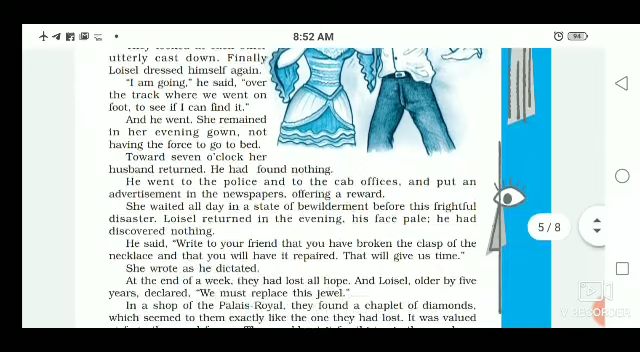 8:52 AM
94
utterly cast down. Finally
Loisel dressed himself again.
"I am going," he said, "over
the track where we went on
foot, to see if I can find it."
And he went. She remained
in her evening gown, not
having the force to go to bed.
Toward seven o'clock her
husband returned. He had found nothing.
He went to the police and to the cab offices, and put an
advertisement in the newspapers, offering a reward.
She waited all day in a state of bewilderment before this frightful
disaster. Loisel returned in the evening, his face pale; he had
discovered nothing.
He said, "Write to your friend that you have broken the clasp of the
necklace and that you will have it repaired. That will give us time."
She wrote as he dictated.
At the end of a week, they had lost all hope. And Loisel, older by five
years, declared, "We must replace this jewel."
In a shop of the Palais-Royal, they found a chaplet of diamonds,
which seemed to them exactly like the one they had lost. It was valued
5 / 8
V RECORDER